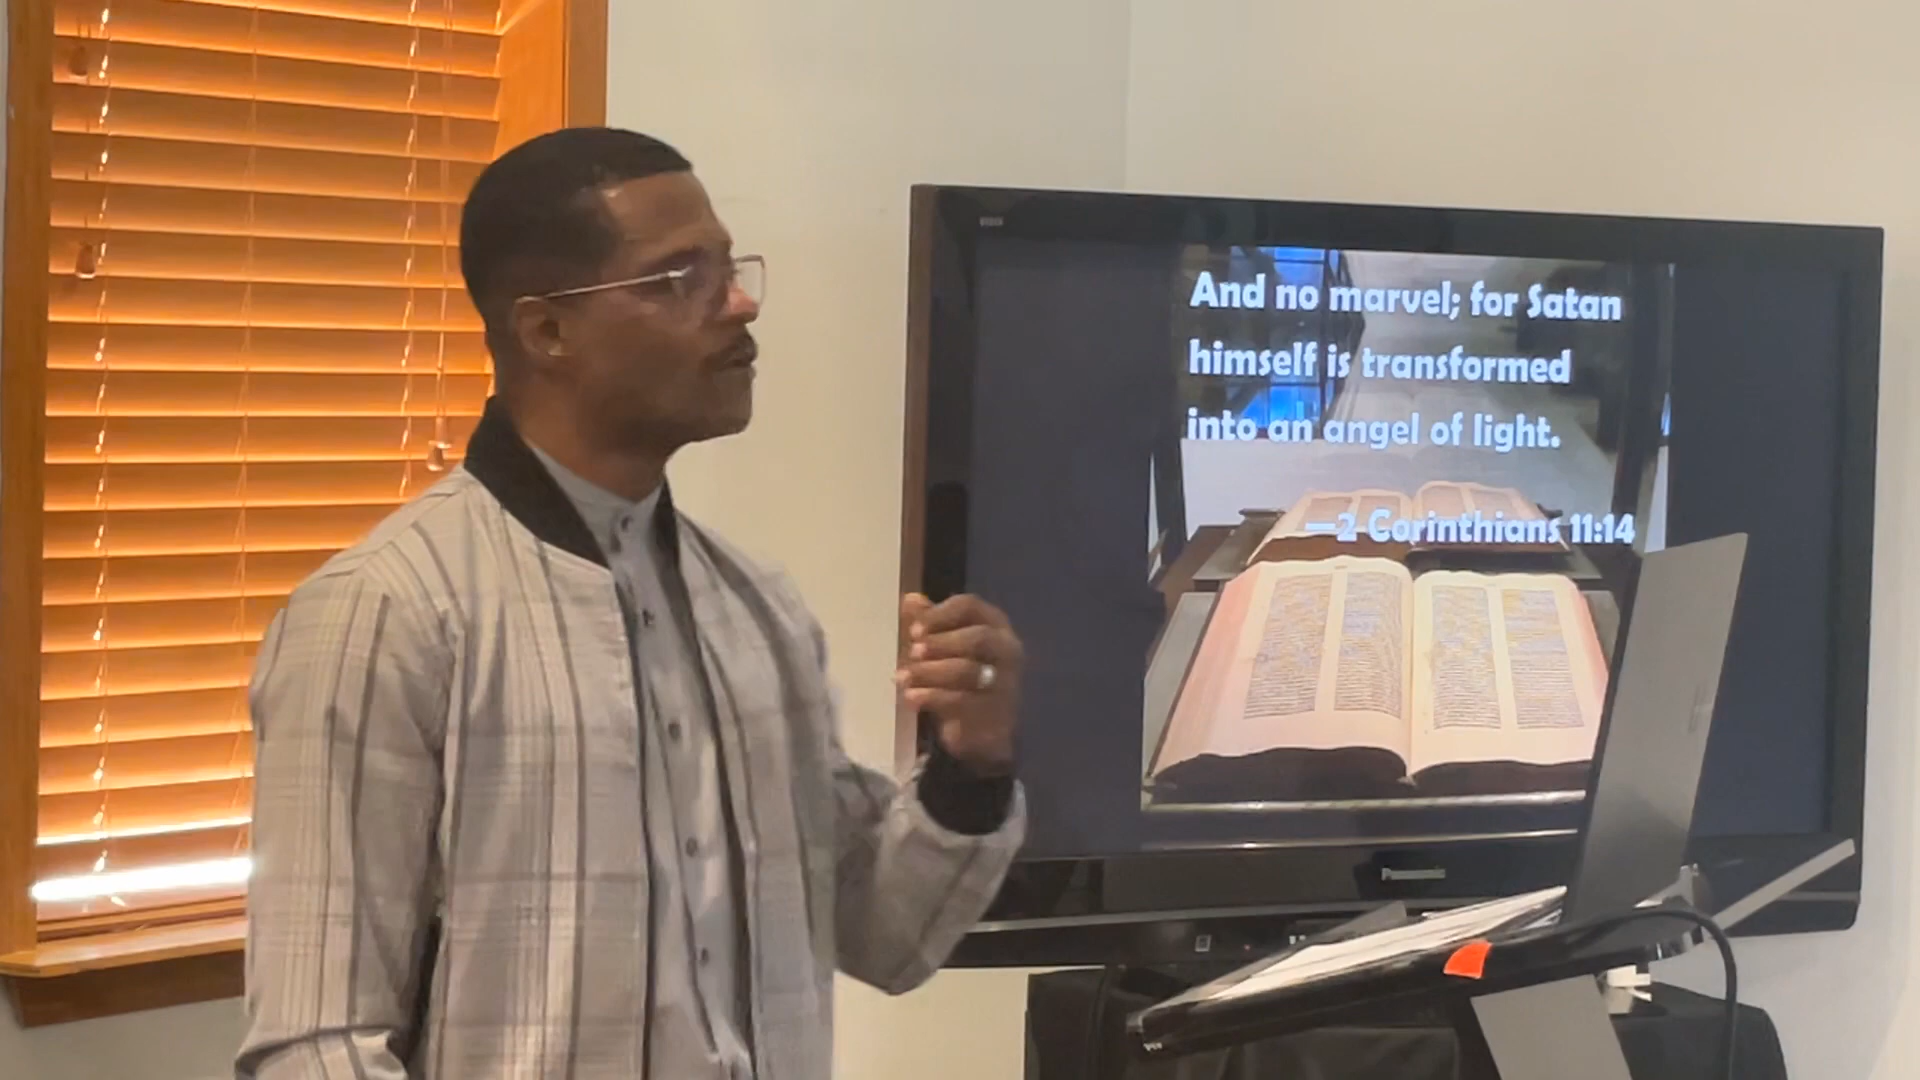 And no marvel; for Satan
himself is transformed
into an angel of light.
—2 Corinthians 11:14
Panasonic